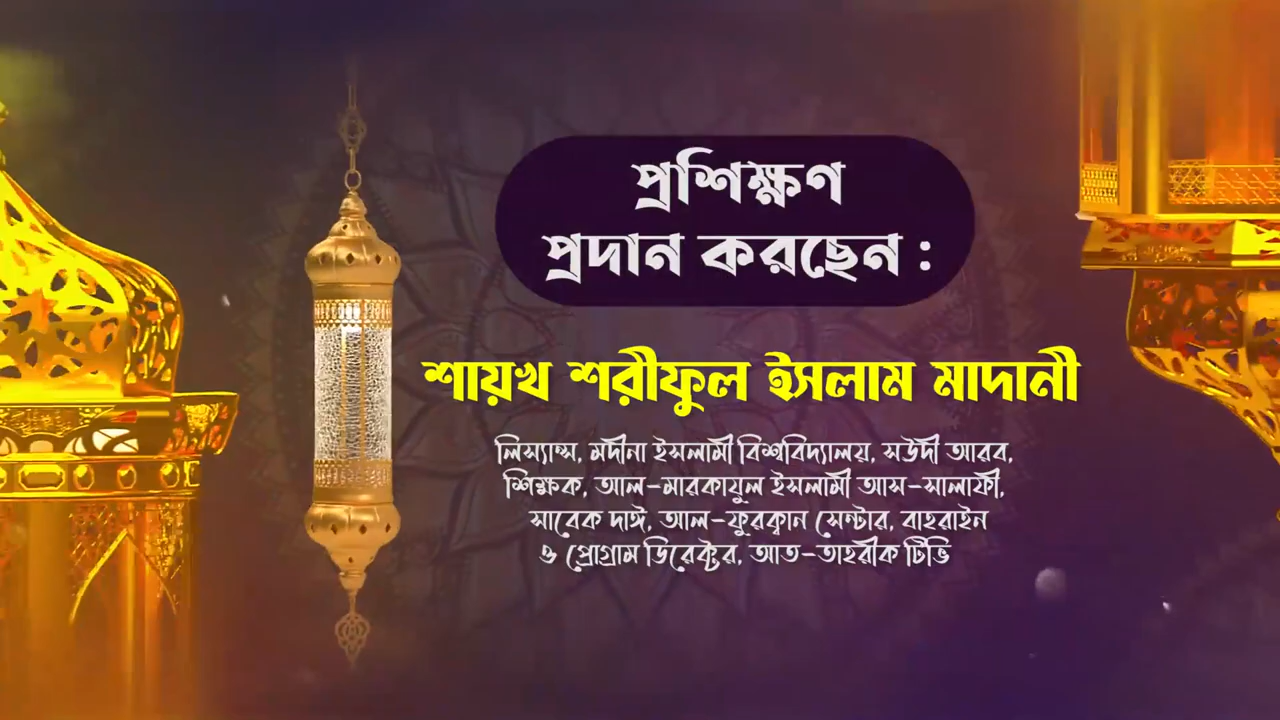 প্রশিক্ষণ
প্রদান করছেন :
শায়খ শরীফুল ইসলাম মাদানী
লিস্যান্স, মদীনা ইসলামী বিশ্ববিদ্যালয়, সউদী আরব,
শিক্ষক, আল-মারকাযুল ইসলামী আস-সালাফী,
সাবেক দাঈ, আল-ফুরক্বান সেন্টার, বাহরাইন
ও প্রোগ্রাম ডিরেক্টর, আত-তাহরীক টিভি